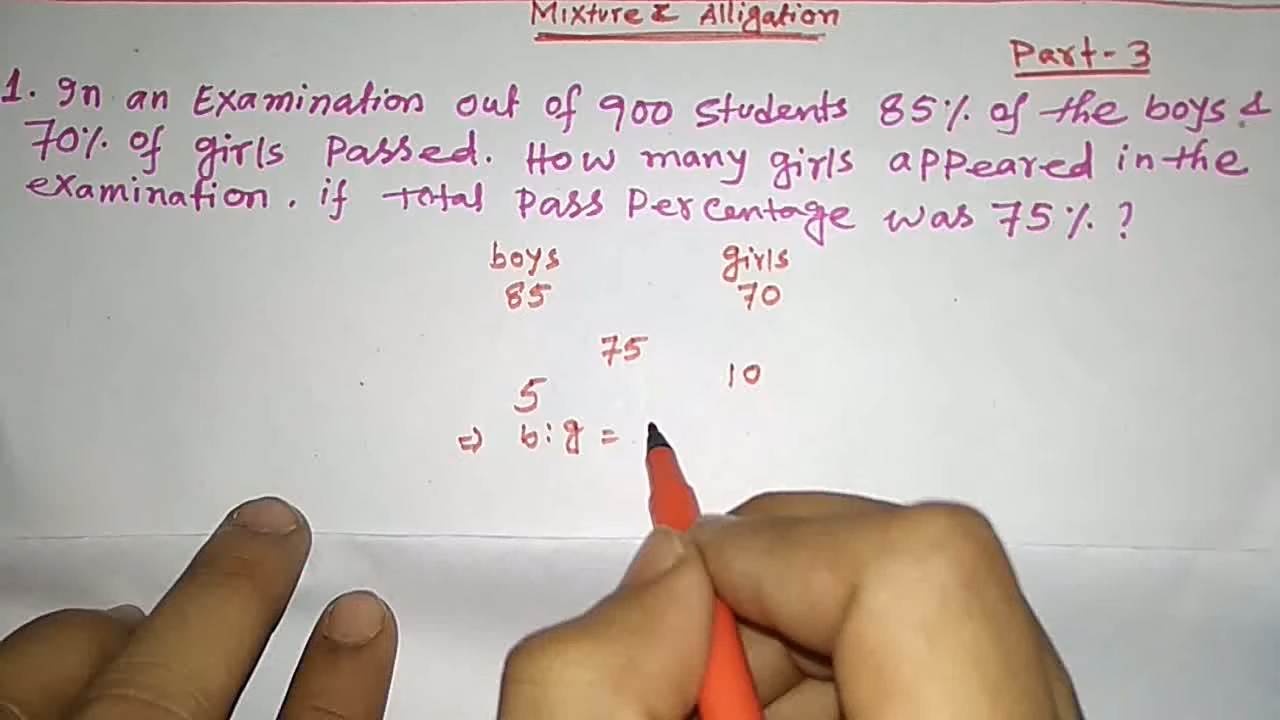 Mixture & Alligation
Part-3
1. In an Examination out of 900 students 85% of the boys &
70% of girls passed. How many girls appeared in the
examination. if total pass percentage was 75%?
boys girls
85 70
75
10
5
⇒ b:g =